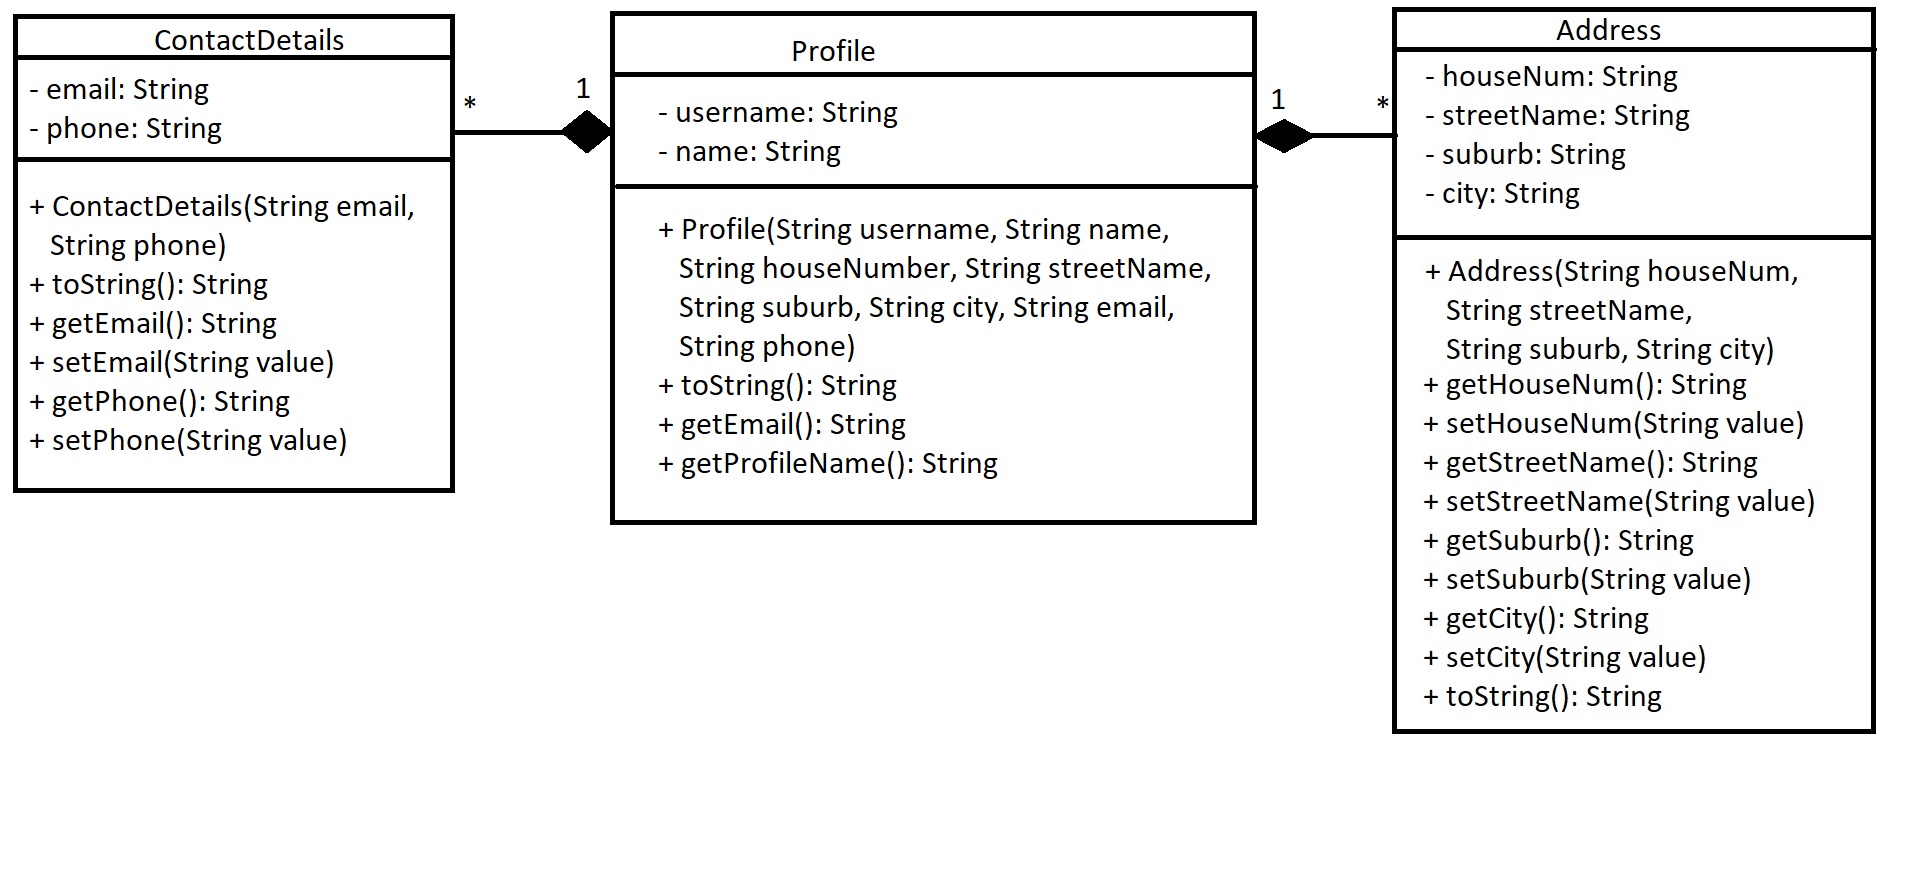 ContactDetails
- email: String
- phone: String
+ ContactDetails(String email,
String phone)
+ toString(): String
+ getEmail(): String
+ setEmail(String value)
+ getPhone(): String
+ setPhone(String value)
*
1
Profile
- username: String
- name: String
+ Profile(String username, String name,
String houseNumber, String streetName,
String suburb, String city, String email,
String phone)
+ toString(): String
+ getEmail(): String
+ getProfileName(): String
1
*
Address
- houseNum: String
- streetName: String
- suburb: String
- city: String
+ Address(String houseNum,
String streetName,
String suburb, String city)
+ getHouseNum(): String
+ setHouseNum(String value)
+ getStreetName(): String
+ setStreetName(String value)
+ getSuburb(): String
+ setSuburb(String value)
+ getCity(): String
+ setCity(String value)
+ toString(): String